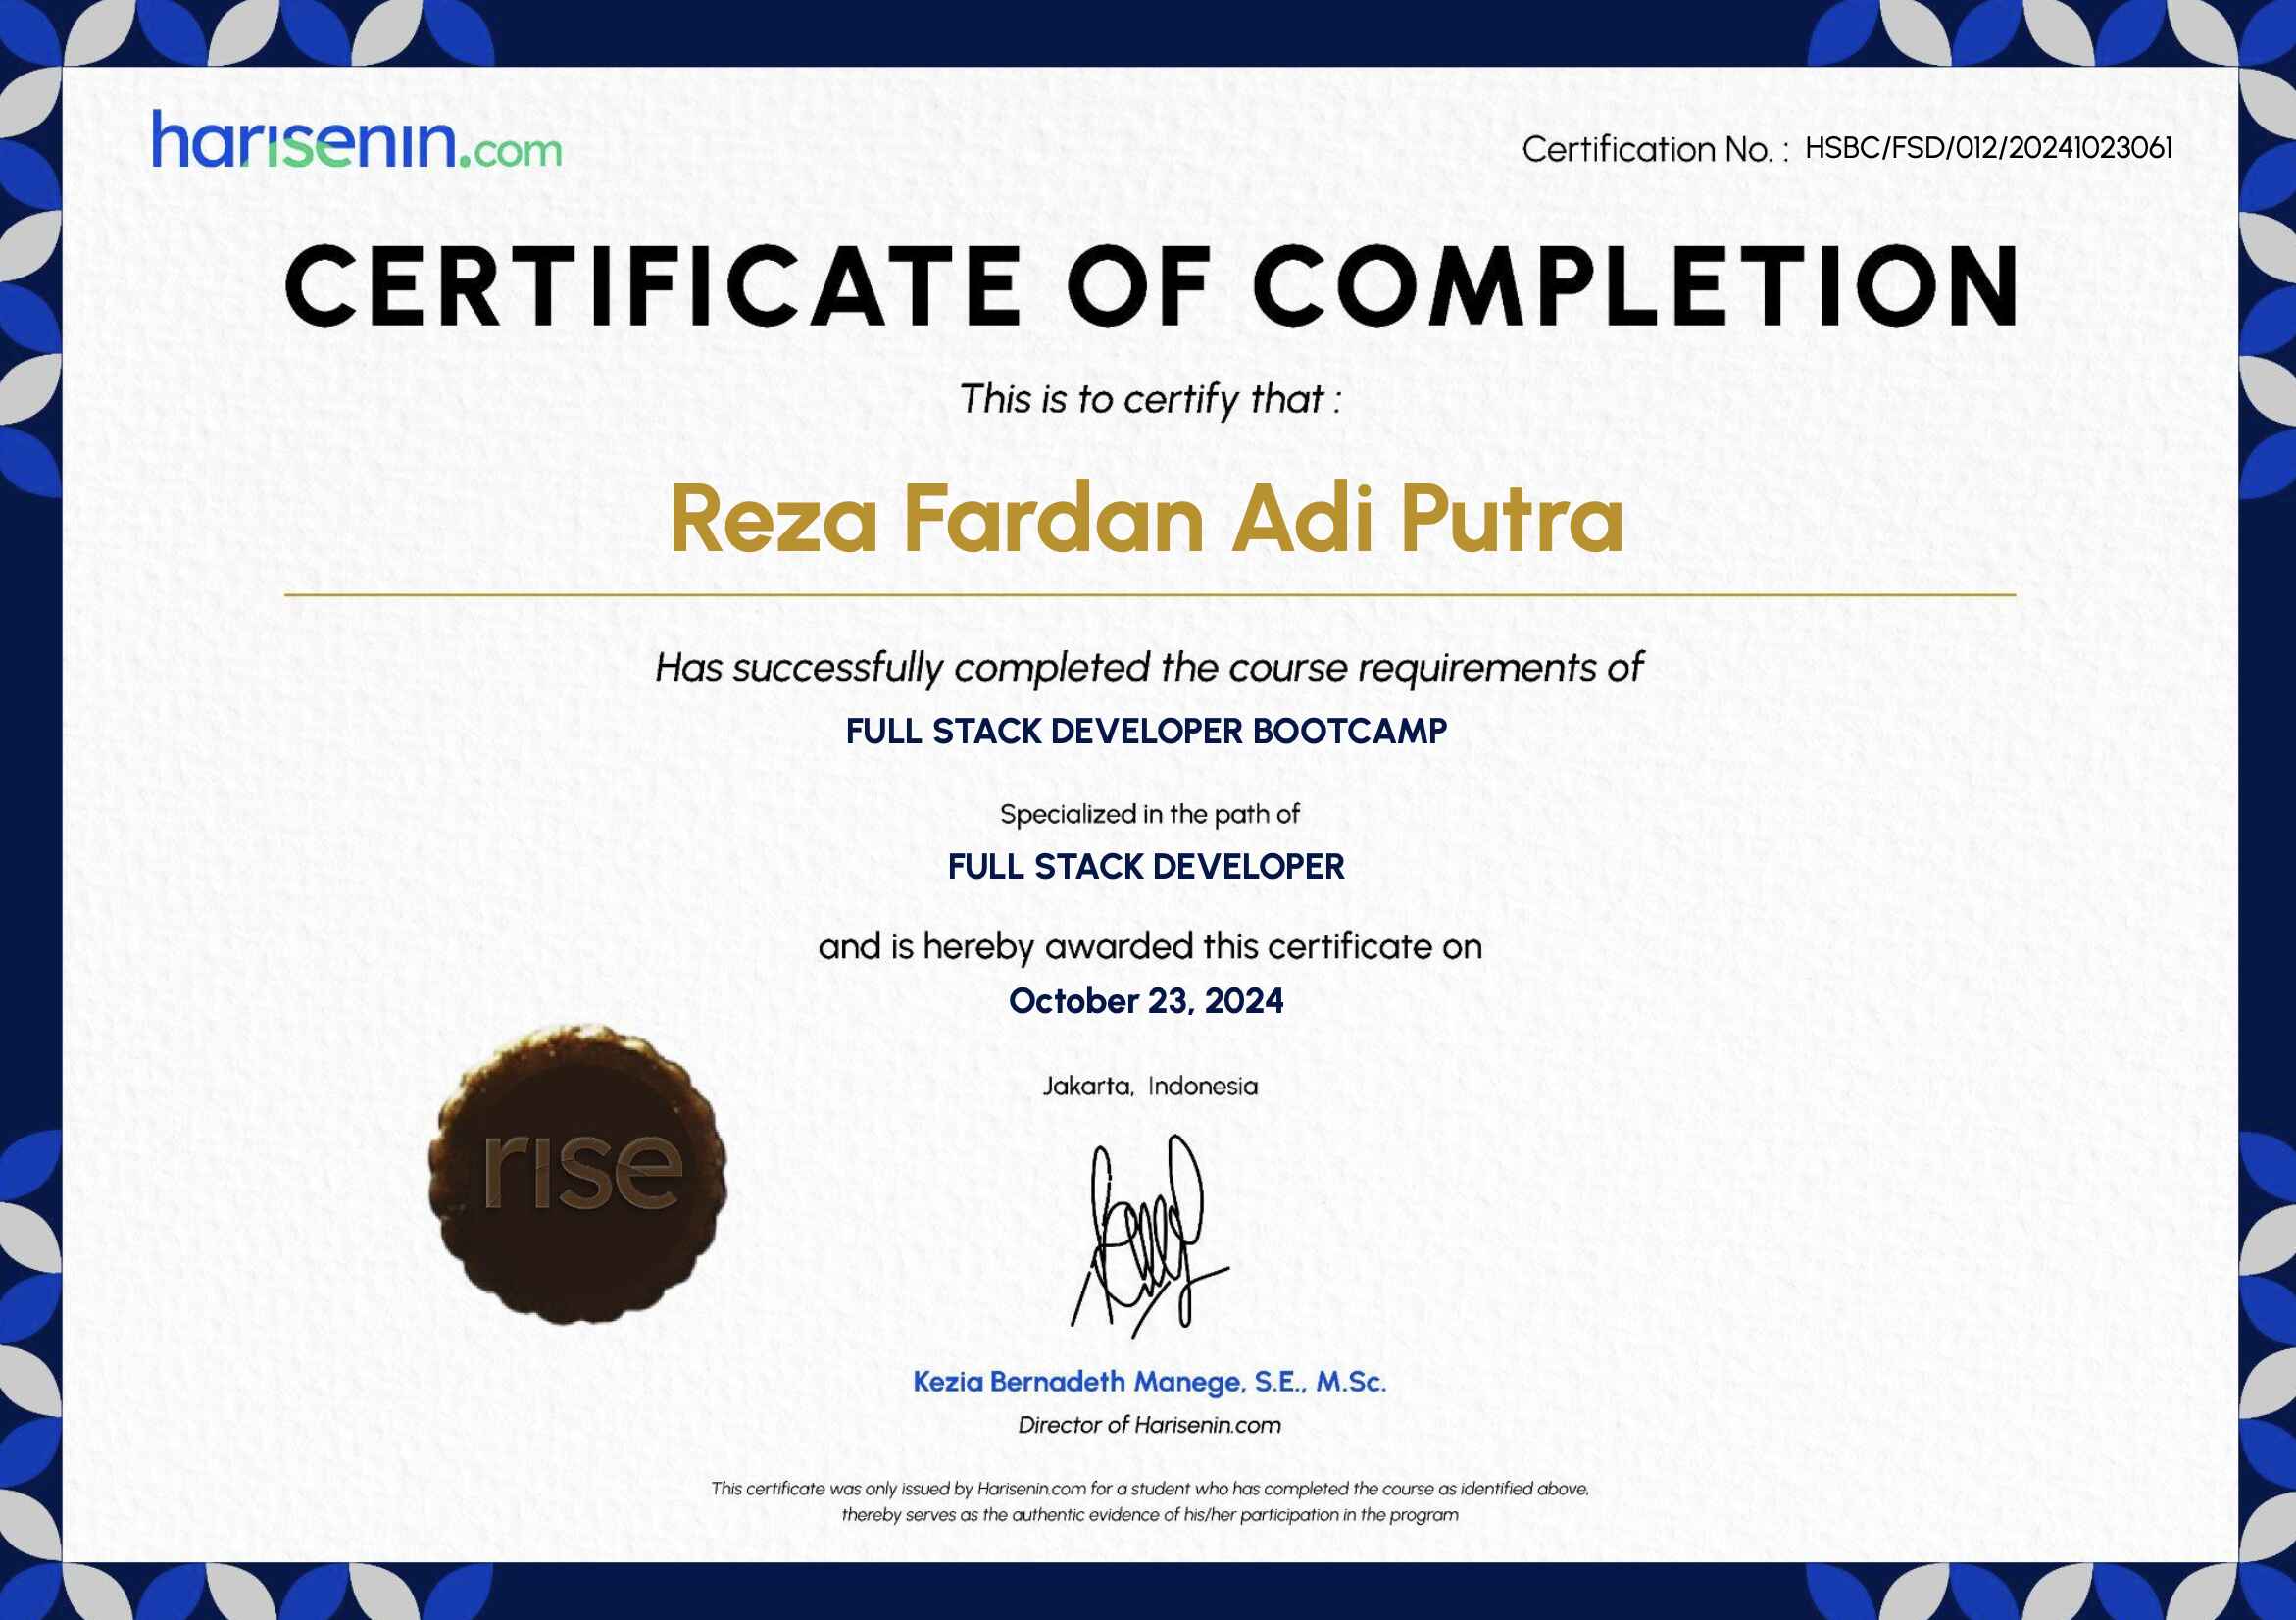 harisenin.com
Certification No. : HSBC/FSD/012/20241023061
CERTIFICATE OF COMPLETION
This is to certify that :
Reza Fardan Adi Putra
Has successfully completed the course requirements of
FULL STACK DEVELOPER BOOTCAMP
Specialized in the path of
FULL STACK DEVELOPER
and is hereby awarded this certificate on
October 23, 2024
Jakarta, Indonesia
rise
Kezia Bernadeth Manege, S.E., M.Sc.
Director of Harisenin.com
This certificate was only issued by Harisenin.com for a student who has completed the course as identified above,
thereby serves as the authentic evidence of his/her participation in the program